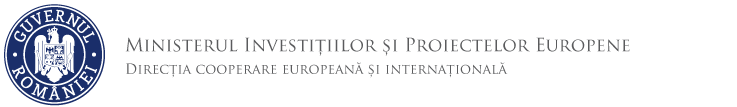 GUVERNUL
ROMÂNIEI
Ministerul Investițiilor și Proiectelor Europene
Direcția cooperare europeană și internațională